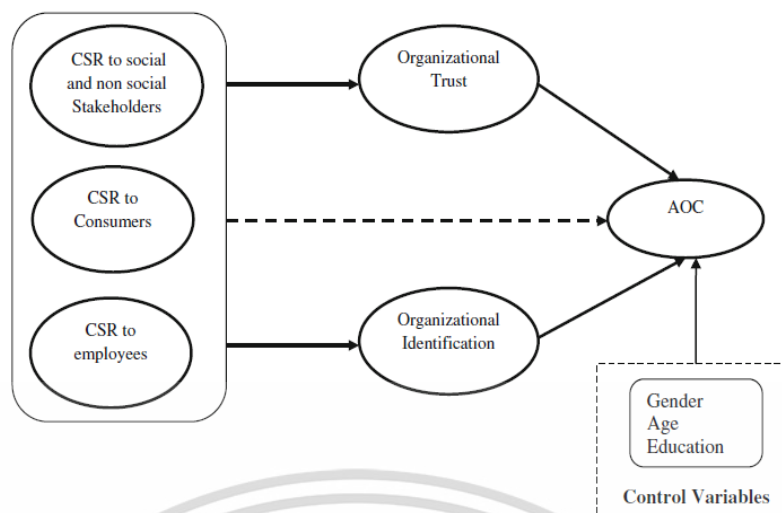 CSR to social
and non social
Stakeholders
Organizational
Trust
CSR to
Consumers
AOC
CSR to
employees
Organizational
Identification
Gender
Age
Education
Control Variables